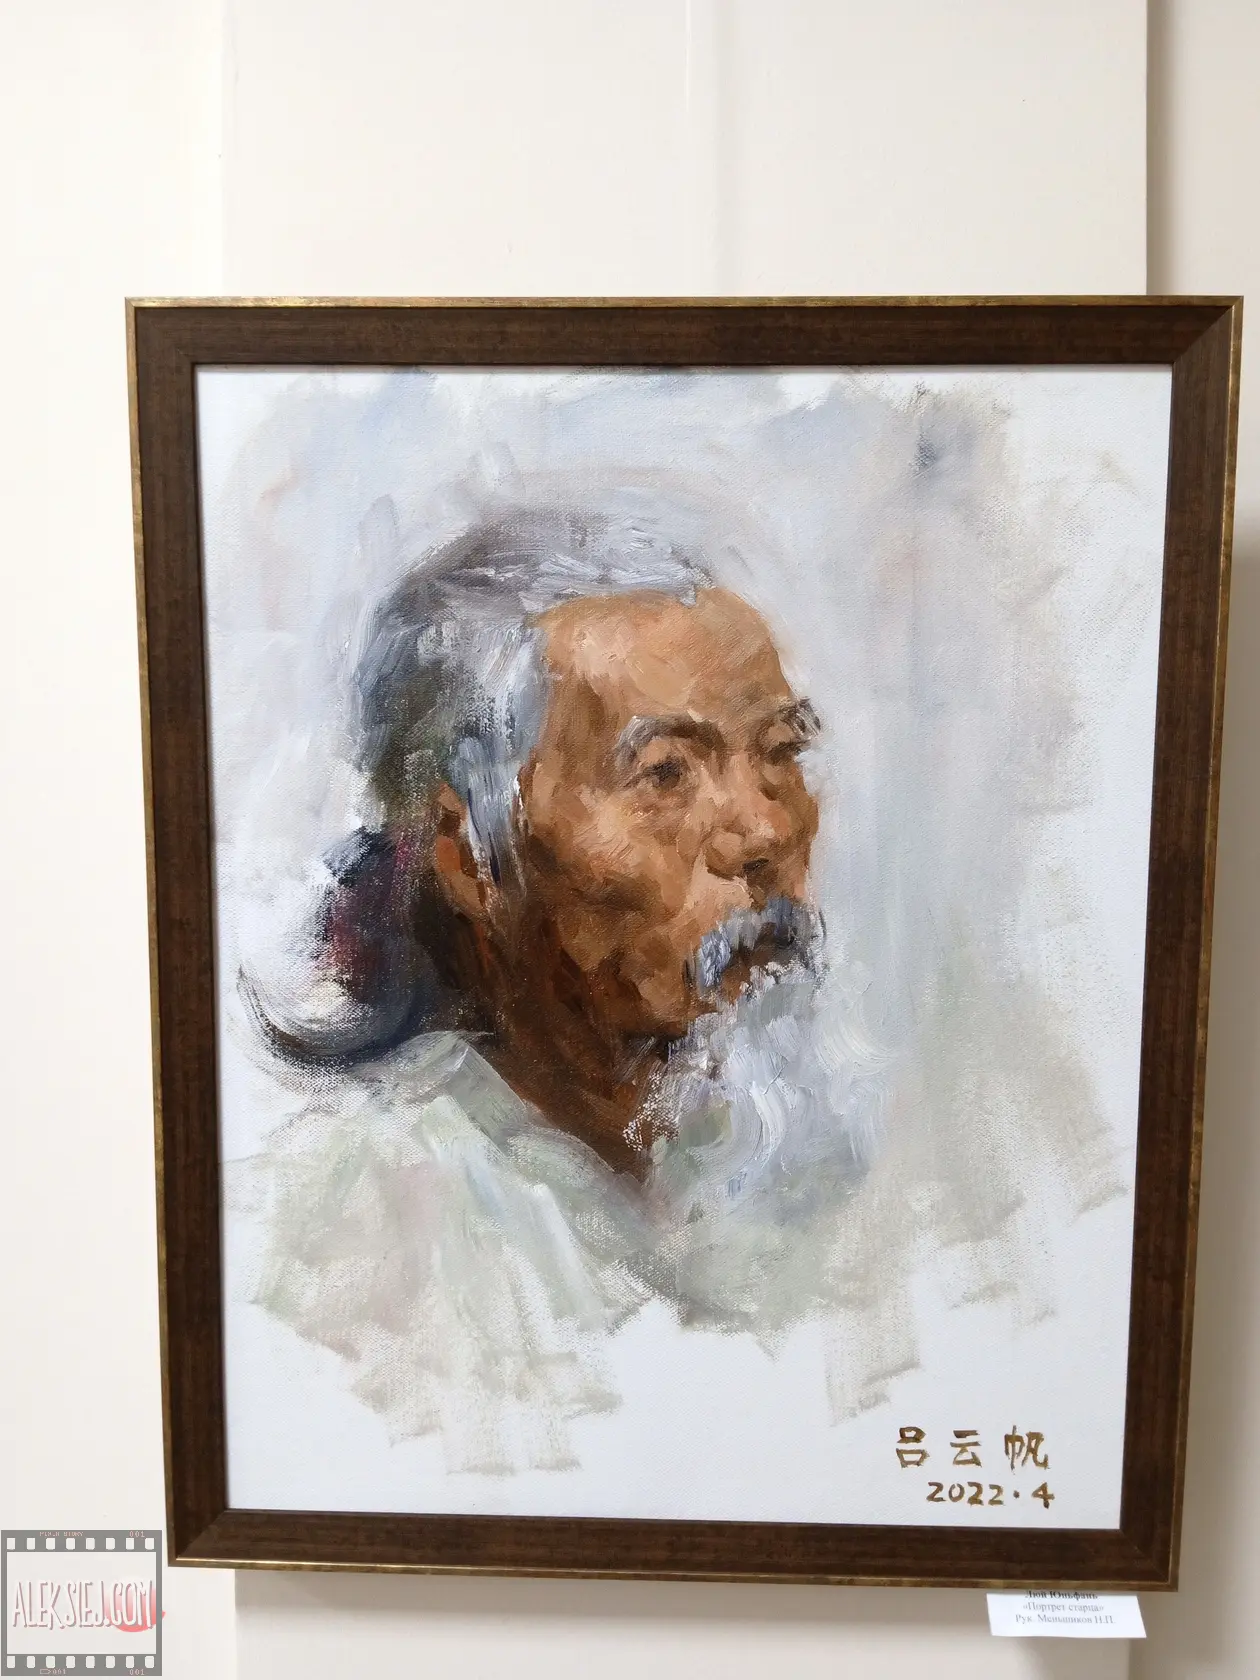 吕云帆
2022.4
Люй Юньфань
«Портрет старца»
Рук. Меньшиков Н.П.
ALEKSIEJ.COM